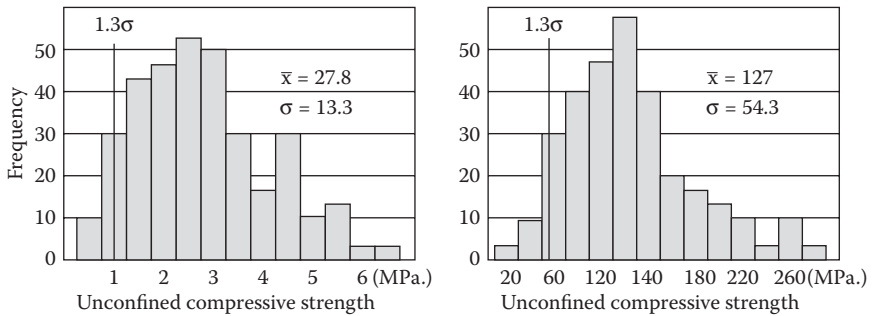 1.3σ
x̄ = 27.8
σ = 13.3
Frequency
50
40
30
20
10
0
1 2 3 4 5 6 (MPa.)
Unconfined compressive strength
1.3σ
x̄ = 127
σ = 54.3
50
40
30
20
10
0
20 60 120 140 180 220 260(MPa.)
Unconfined compressive strength